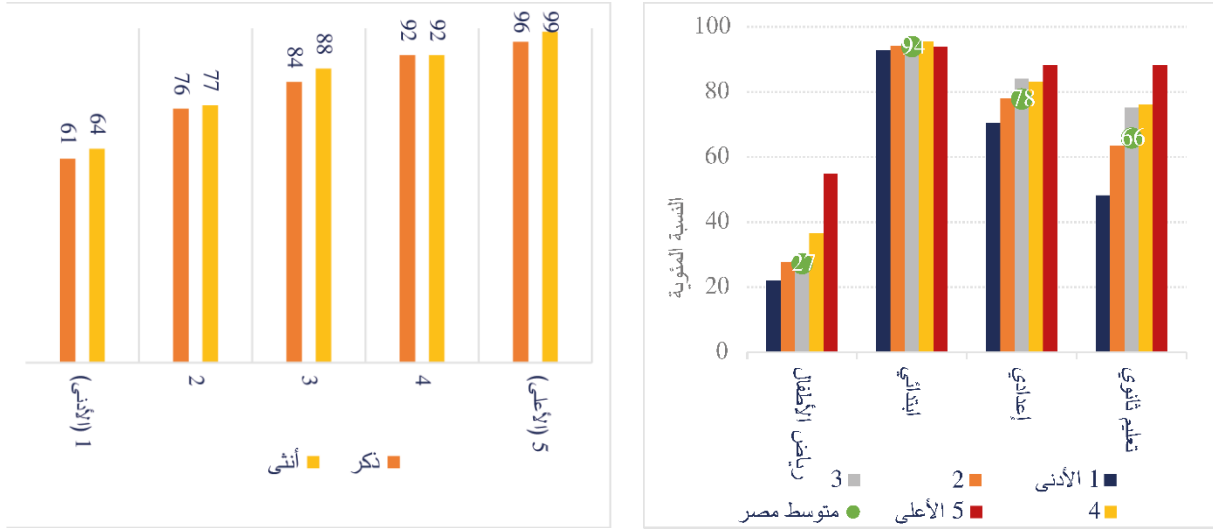 61
64
76
77
84
88
92
92
96
99
1 (الأدنى)
2
3
4
5 (الأعلى)
ذكر
أنثى
النسبة المئوية
100
80
60
40
20
0
27
94
78
66
رياض الأطفال
ابتدائي
إعدادي
تعليم ثانوي
1 الأدنى
2
3
4
5 الأعلى
متوسط مصر